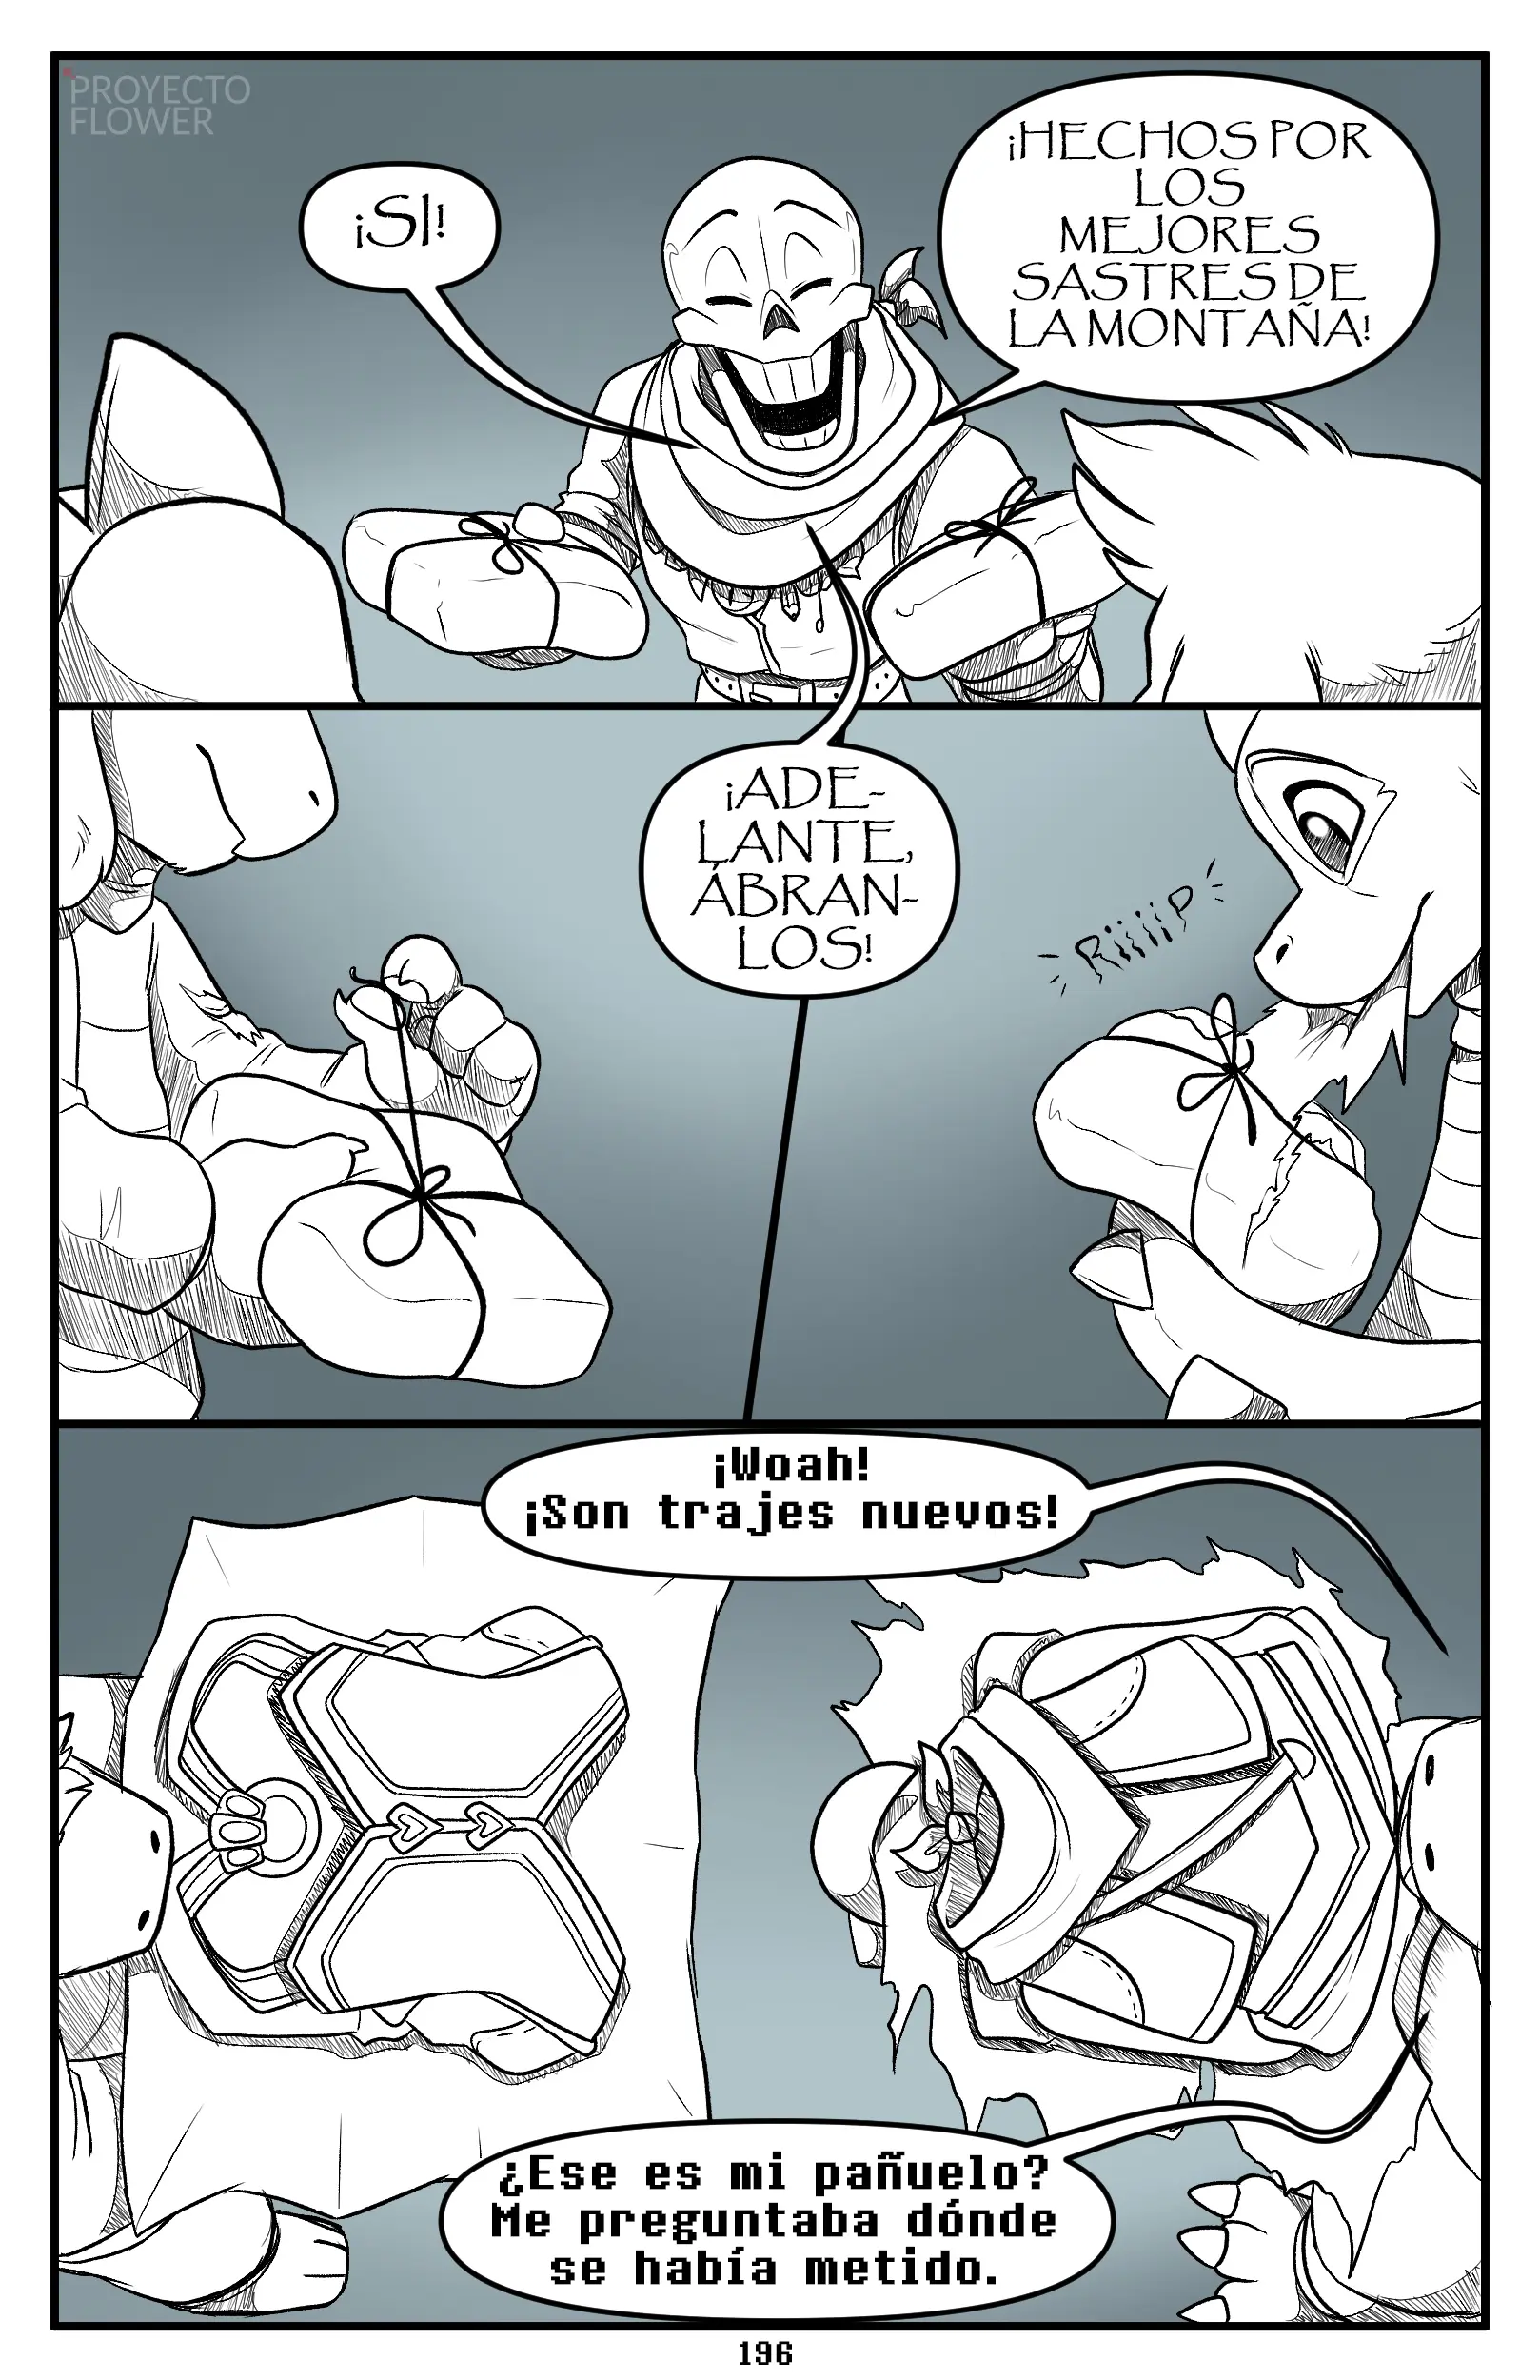 PROYECTO
FLOWER
¡SI!
¡HECHOS POR
LOS
MEJORES
SASTRES DE
LA MONTAÑA!
¡ADE-
LANTE,
ÁBRAN-
LOS!
Riiiip
¡Woah!
¡Son trajes nuevos!
¿Ese es mi pañuelo?
Me preguntaba dónde
se había metido.
196